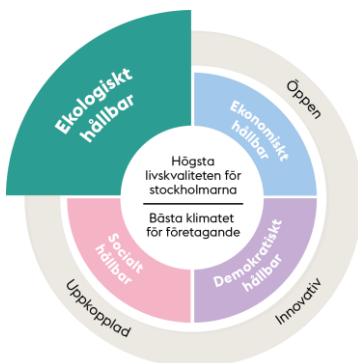 Ekologiskt
hållbar
Ekonomiskt
hållbar
Öppen
Högsta
livskvaliteten för
stockholmarna
Bästa klimatet
för företagande
Socialt
hållbar
Demokratiskt
hållbar
Uppkopplad
Innovativ